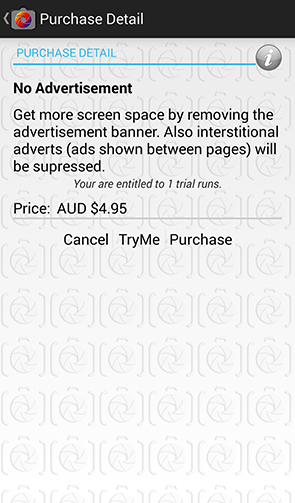 Purchase Detail
PURCHASE DETAIL
i
No Advertisement
Get more screen space by removing the
advertisement banner. Also interstitional
adverts (ads shown between pages) will
be supressed.
Your are entitled to 1 trial runs.
Price: AUD $4.95
Cancel TryMe Purchase